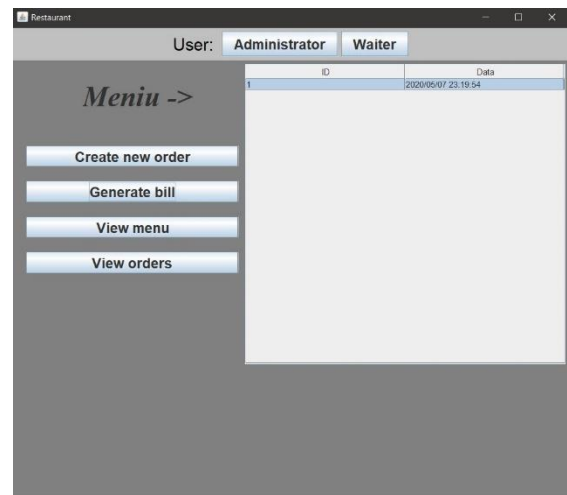 Restaurant
User: Administrator Waiter
Meniu ->
ID Data
1 2020/05/07 23:19:54
Create new order
Generate bill
View menu
View orders